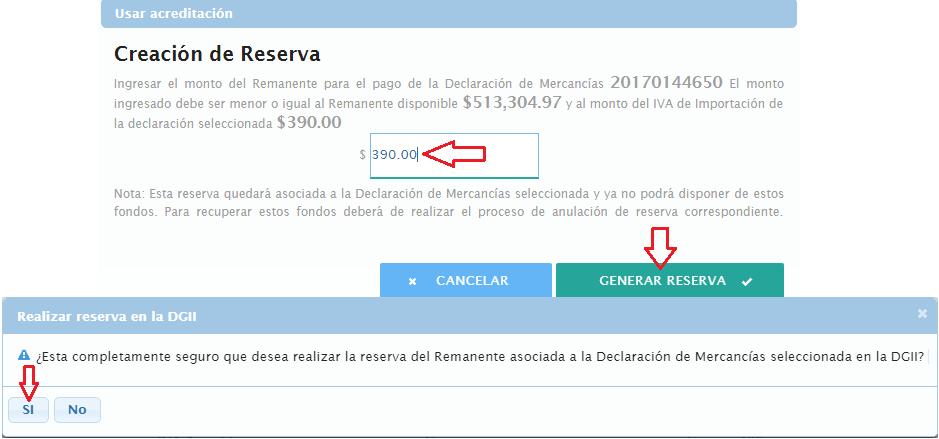 Usar acreditación
Creación de Reserva
Ingresar el monto del Remanente para el pago de la Declaración de Mercancías 20170144650 El monto
ingresado debe ser menor o igual al Remanente disponible $513,304.97 y al monto del IVA de Importación de
la declaración seleccionada $390.00
$ 390.00
Nota: Esta reserva quedará asociada a la Declaración de Mercancías seleccionada y ya no podrá disponer de estos
fondos. Para recuperar estos fondos deberá de realizar el proceso de anulación de reserva correspondiente.
CANCELAR GENERAR RESERVA
Realizar reserva en la DGII
¿Esta completamente seguro que desea realizar la reserva del Remanente asociada a la Declaración de Mercancías seleccionada en la DGII?
SI No